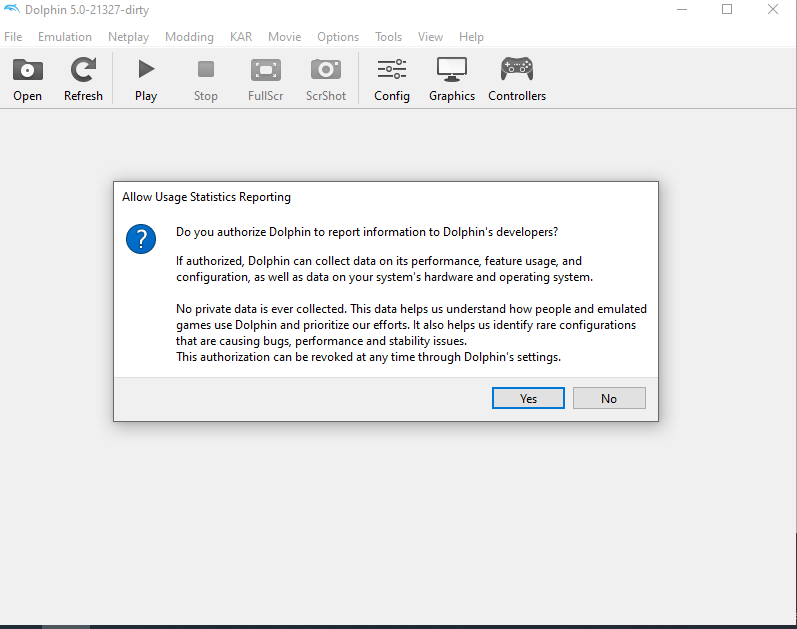 Dolphin 5.0-21327-dirty
File Emulation Netplay Modding KAR Movie Options Tools View Help
Open Refresh Play Stop FullScr ScrShot Config Graphics Controllers
Allow Usage Statistics Reporting
Do you authorize Dolphin to report information to Dolphin's developers?
If authorized, Dolphin can collect data on its performance, feature usage, and
configuration, as well as data on your system's hardware and operating system.
No private data is ever collected. This data helps us understand how people and emulated
games use Dolphin and prioritize our efforts. It also helps us identify rare configurations
that are causing bugs, performance and stability issues.
This authorization can be revoked at any time through Dolphin's settings.
Yes No